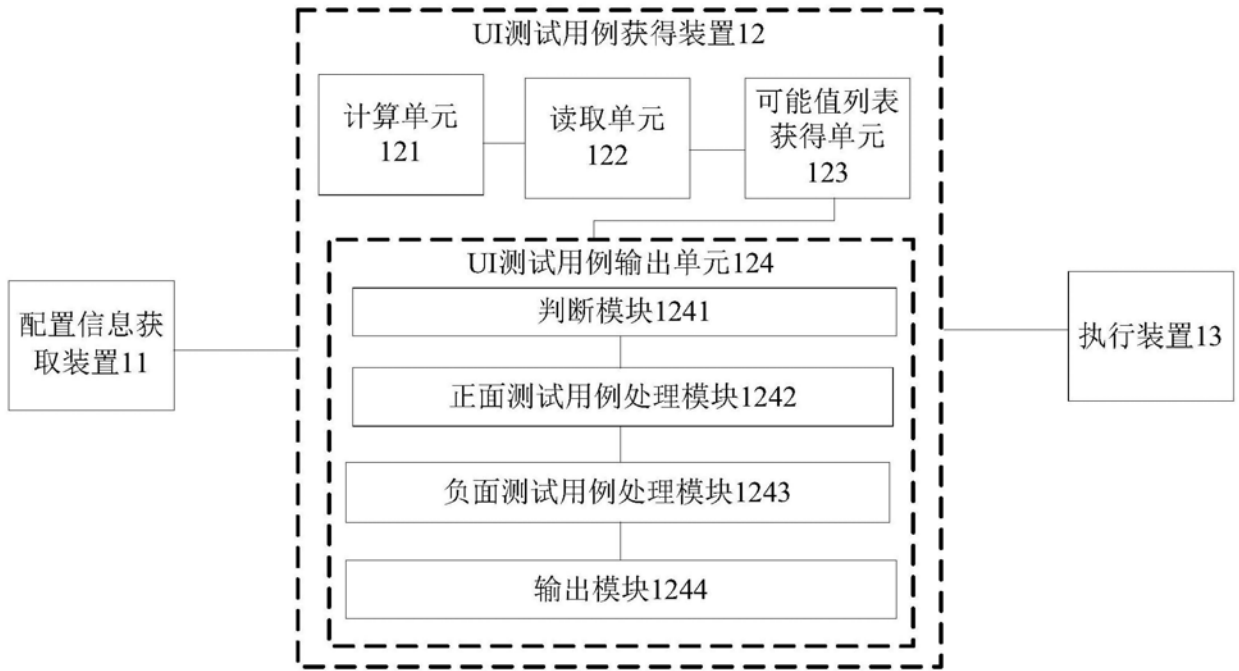 UI测试用例获得装置12
计算单元
121
读取单元
122
可能值列表
获得单元
123
UI测试用例输出单元124
判断模块1241
正面测试用例处理模块1242
负面测试用例处理模块1243
输出模块1244
配置信息获
取装置11
执行装置13